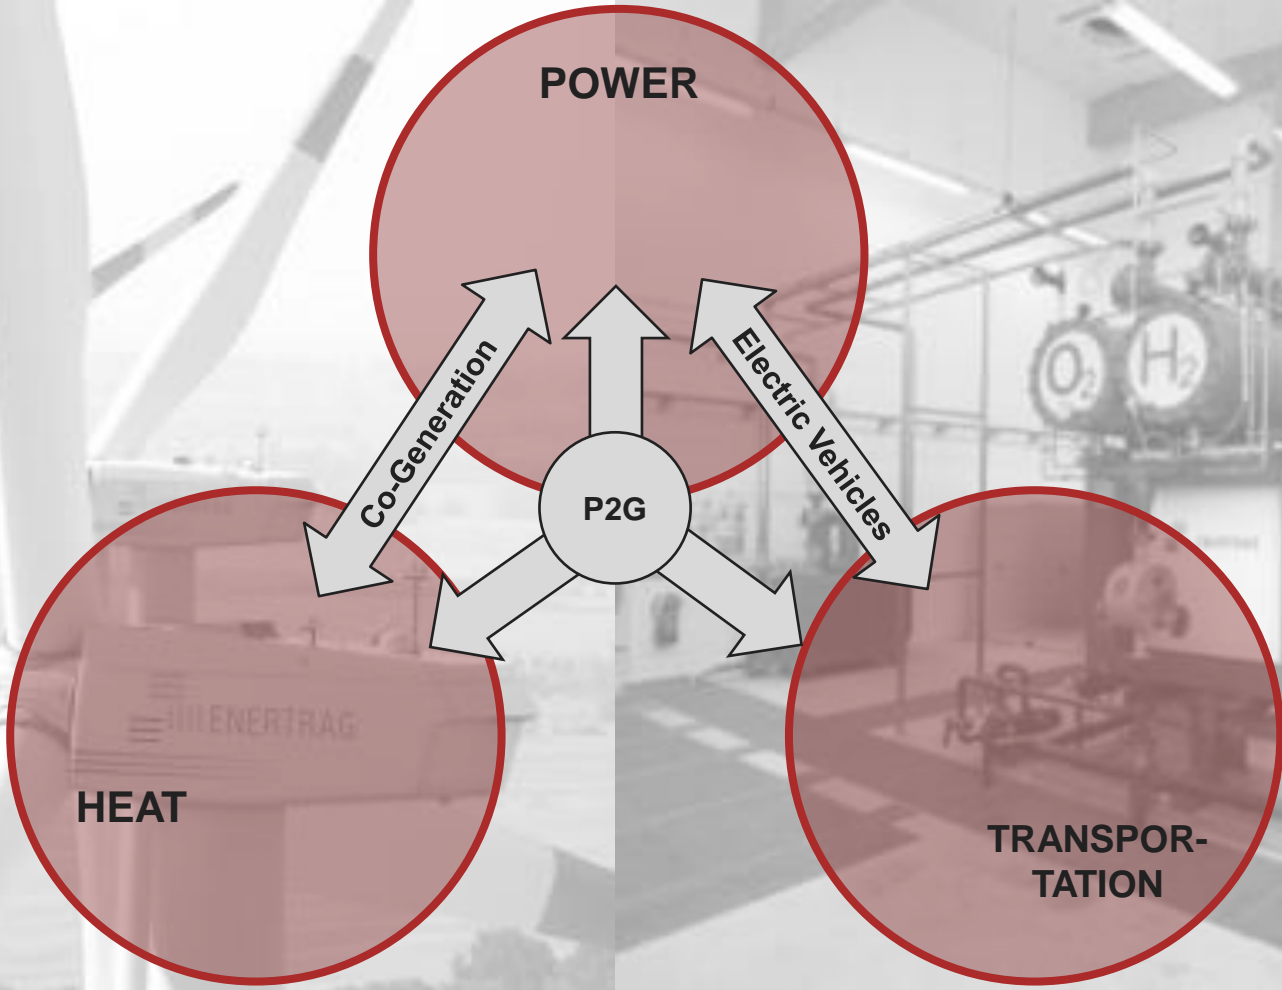 POWER
Co-Generation
Electric Vehicles
P2G
O2
H2
ENERTRAG
HEAT
TRANSPOR-
TATION